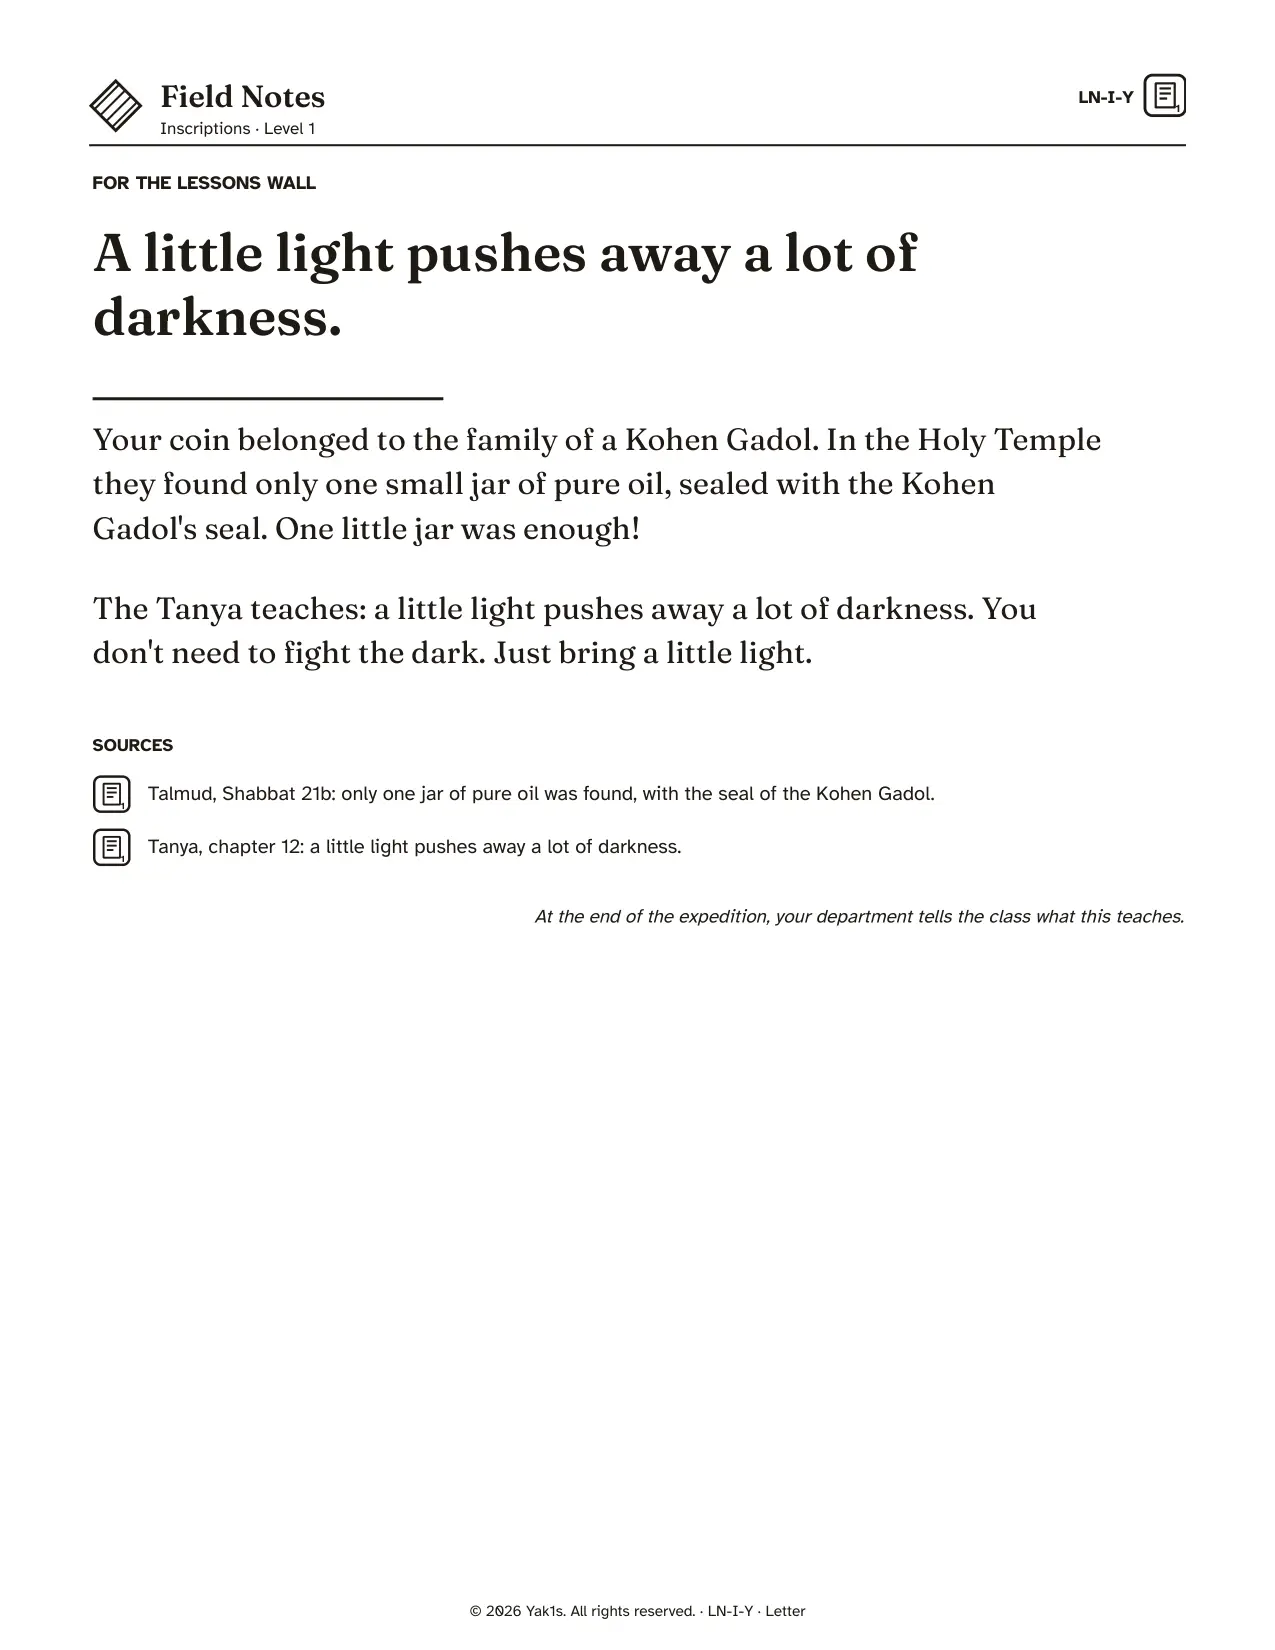 Field Notes
Inscriptions · Level 1
LN-I-Y
1
FOR THE LESSONS WALL
A little light pushes away a lot of
darkness.
Your coin belonged to the family of a Kohen Gadol. In the Holy Temple
they found only one small jar of pure oil, sealed with the Kohen
Gadol's seal. One little jar was enough!
The Tanya teaches: a little light pushes away a lot of darkness. You
don't need to fight the dark. Just bring a little light.
SOURCES
1
Talmud, Shabbat 21b: only one jar of pure oil was found, with the seal of the Kohen Gadol.
1
Tanya, chapter 12: a little light pushes away a lot of darkness.
At the end of the expedition, your department tells the class what this teaches.
© 2026 Yak1s. All rights reserved. · LN-I-Y · Letter